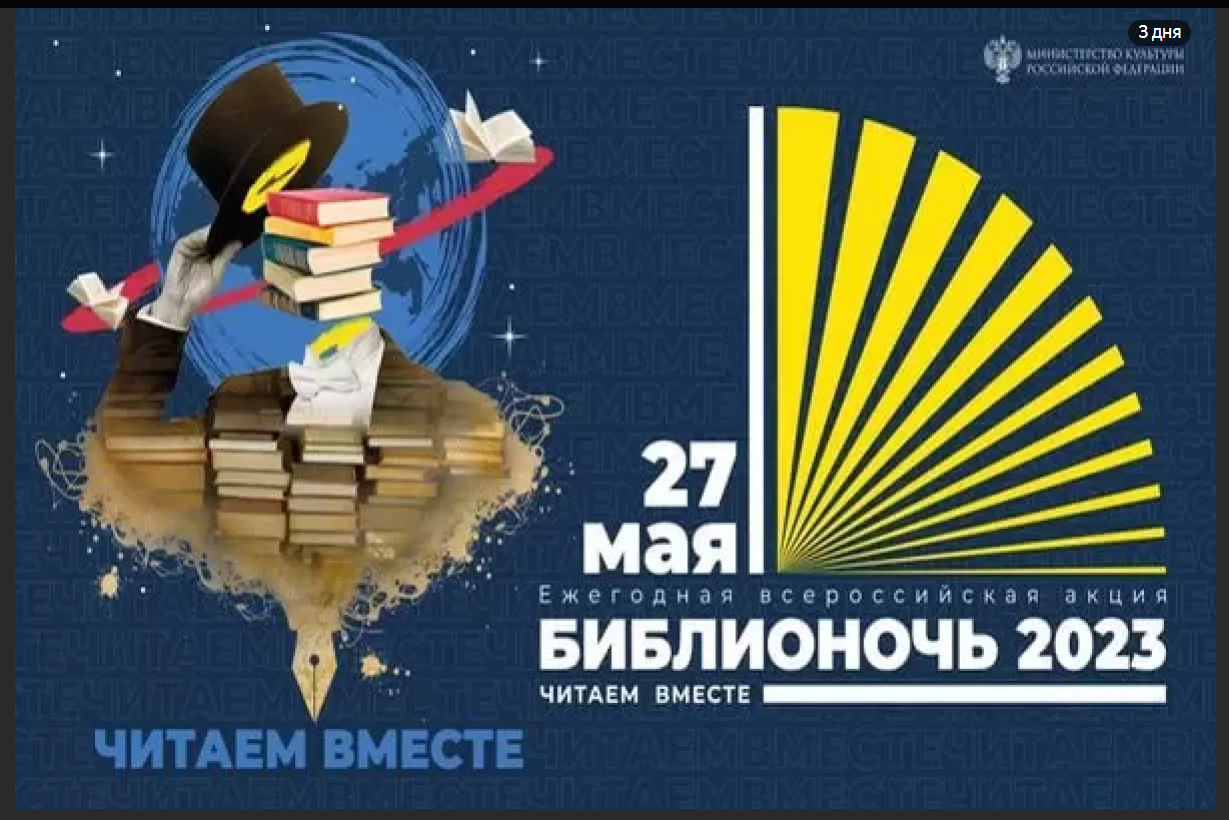 3 дня
МИНИСТЕРСТВО КУЛЬТУРЫ
РОССИЙСКОЙ ФЕДЕРАЦИИ
27
мая
Ежегодная всероссийская акция
БИБЛИОНОЧЬ 2023
ЧИТАЕМ ВМЕСТЕ
ЧИТАЕМ ВМЕСТЕ